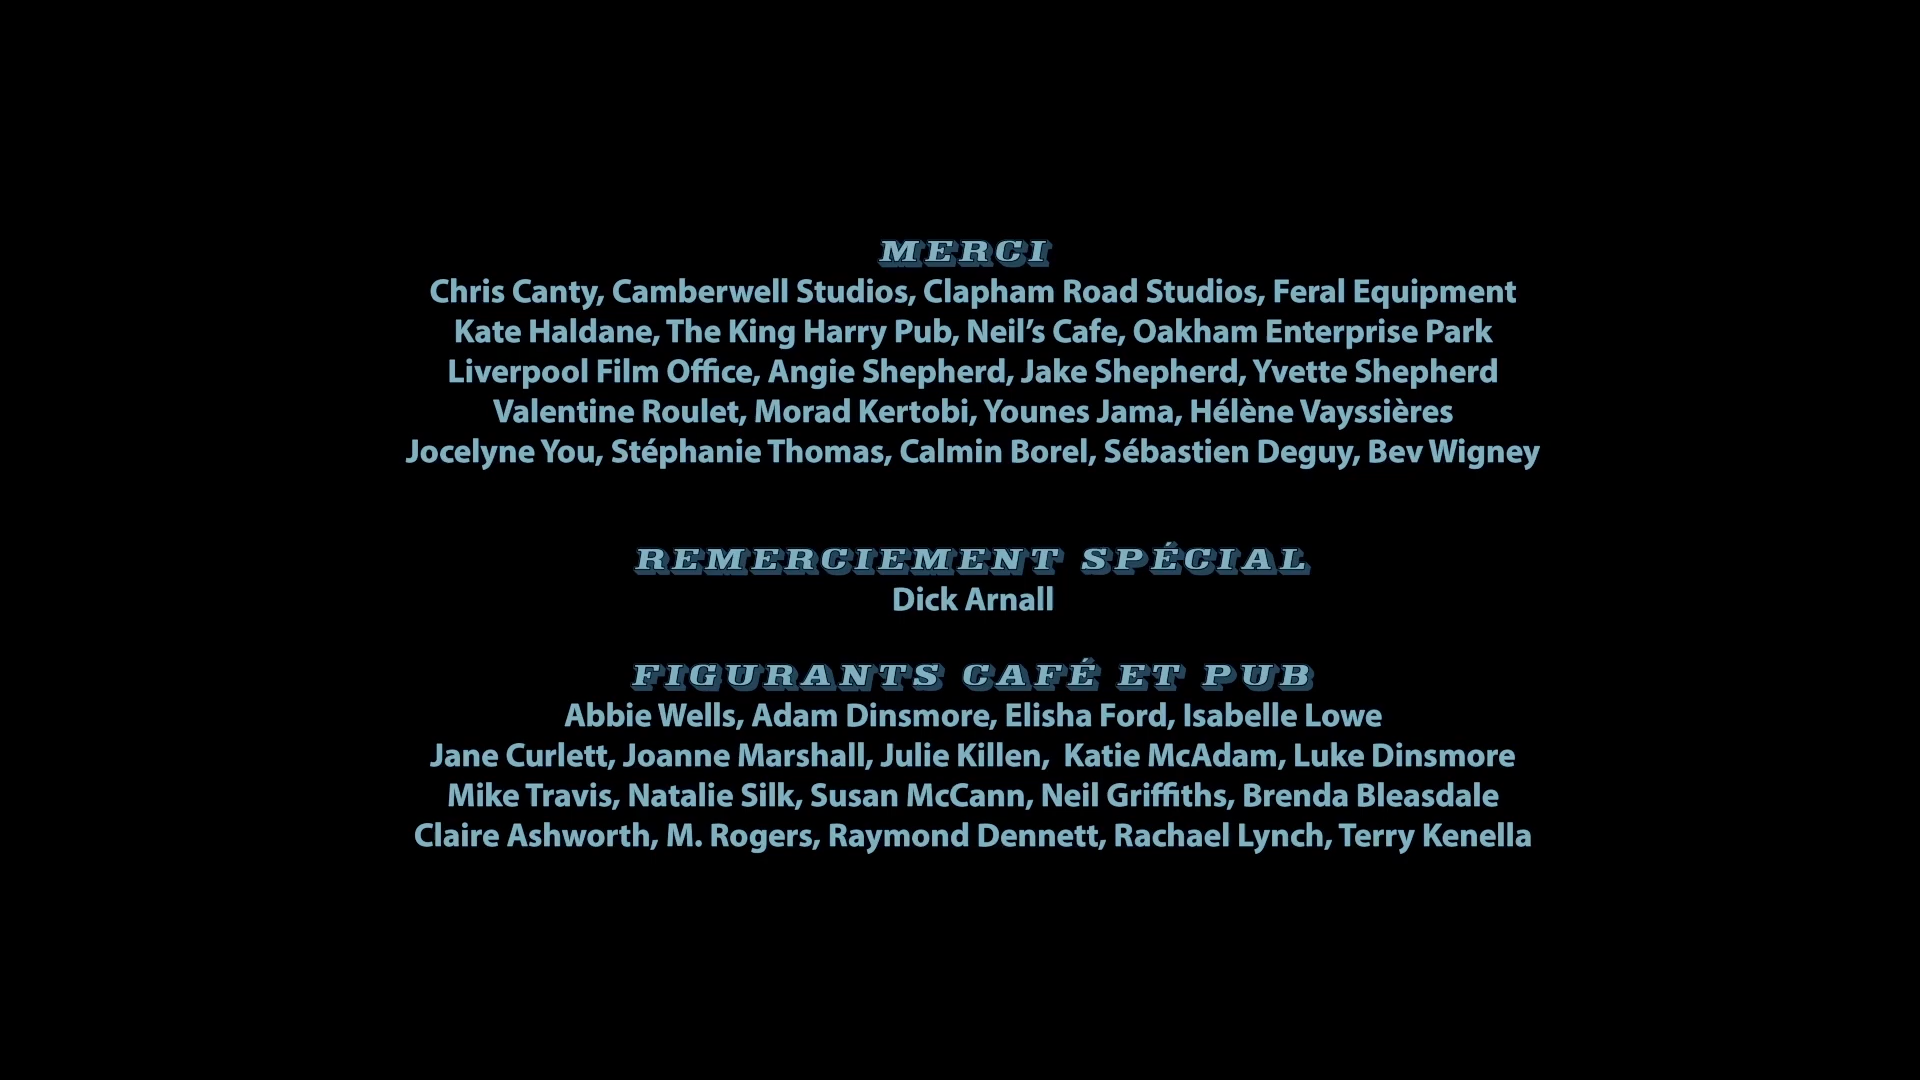 MERCI
Chris Canty, Camberwell Studios, Clapham Road Studios, Feral Equipment
Kate Haldane, The King Harry Pub, Neil’s Cafe, Oakham Enterprise Park
Liverpool Film Office, Angie Shepherd, Jake Shepherd, Yvette Shepherd
Valentine Roulet, Morad Kertobi, Younes Jama, Hélène Vayssières
Jocelyne You, Stéphanie Thomas, Calmin Borel, Sébastien Deguy, Bev Wigney
REMERCIEMENT SPÉCIAL
Dick Arnall
FIGURANTS CAFÉ ET PUB
Abbie Wells, Adam Dinsmore, Elisha Ford, Isabelle Lowe
Jane Curlett, Joanne Marshall, Julie Killen,  Katie McAdam, Luke Dinsmore
Mike Travis, Natalie Silk, Susan McCann, Neil Griffiths, Brenda Bleasdale
Claire Ashworth, M. Rogers, Raymond Dennett, Rachael Lynch, Terry Kenella